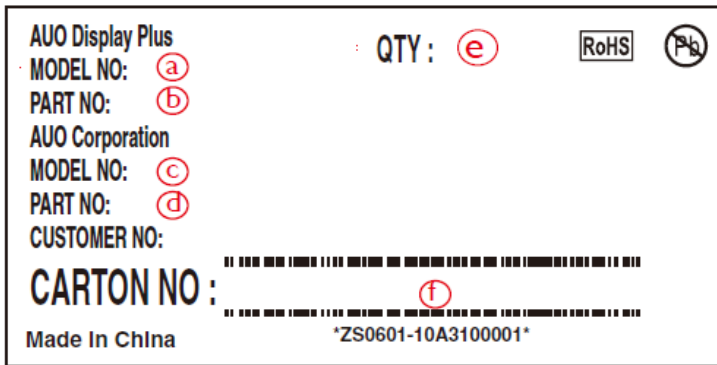 AUO Display Plus
QTY : e
RoHS
Pb
MODEL NO: a
PART NO: b
AUO Corporation
MODEL NO: c
PART NO: d
CUSTOMER NO:
CARTON NO : f
Made In China
*ZS0601-10A3100001*